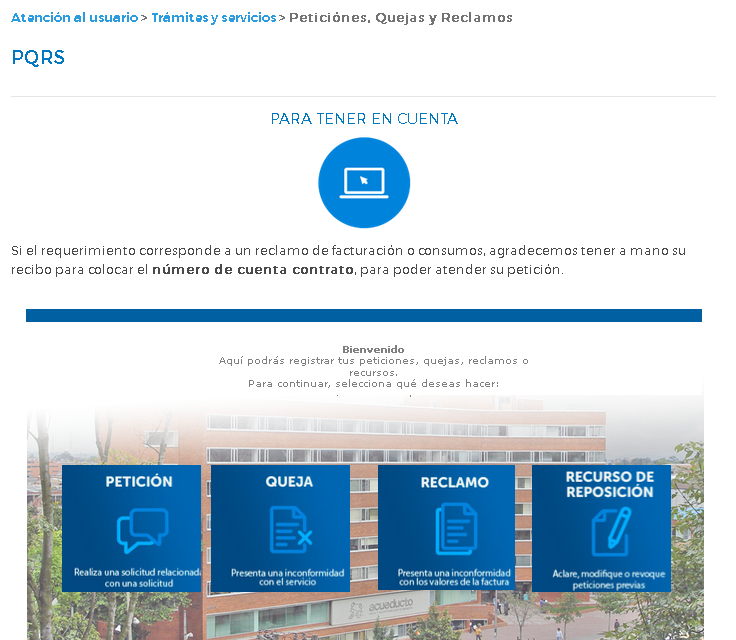 Atención al usuario > Trámites y servicios > Peticiónes, Quejas y Reclamos
PQRS
PARA TENER EN CUENTA
Si el requerimiento corresponde a un reclamo de facturación o consumos, agradecemos tener a mano su
recibo para colocar el número de cuenta contrato, para poder atender su petición.
Bienvenido
Aquí podrás registrar tus peticiones, quejas, reclamos o
recursos.
Para continuar, selecciona qué deseas hacer:
PETICIÓN
Realiza una solicitud relacionada
con una solicitud
QUEJA
Presenta una inconformidad
con el servicio
RECLAMO
Presenta una inconformidad
con los valores de la factura
RECURSO DE
REPOSICIÓN
Aclare, modifique o revoque
peticiones previas
acueducto